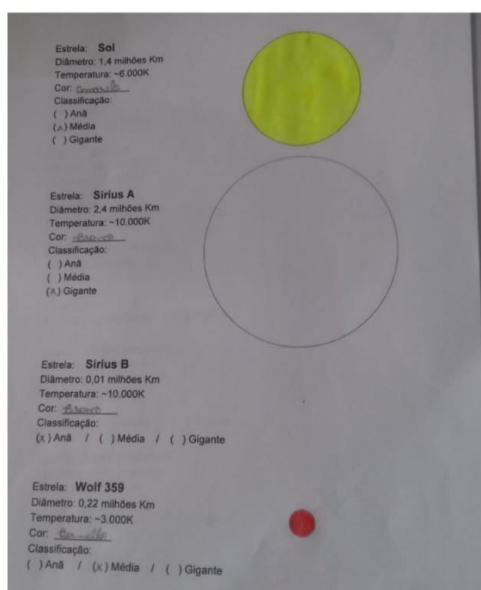 Estrela: Sol
Diâmetro: 1,4 milhões Km
Temperatura: ~6.000K
Cor:
Classificação:
( ) Anã
(x) Média
( ) Gigante
Estrela: Sirius A
Diâmetro: 2,4 milhões Km
Temperatura: ~10.000K
Cor: Branco
Classificação:
( ) Anã
( ) Média
(x) Gigante
Estrela: Sirius B
Diâmetro: 0,01 milhões Km
Temperatura: ~10.000K
Cor: Branco
Classificação:
(x) Anã / ( ) Média / ( ) Gigante
Estrela: Wolf 359
Diâmetro: 0,22 milhões Km
Temperatura: ~3.000K
Cor:
Classificação:
( ) Anã / (x) Média / ( ) Gigante